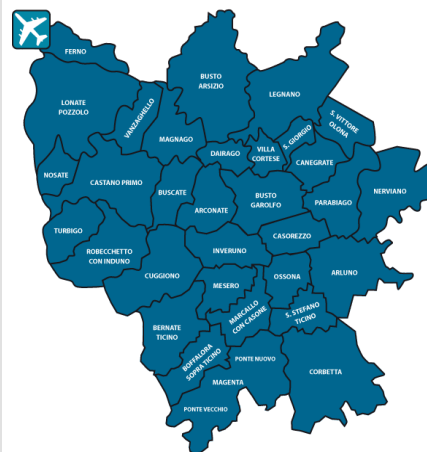 FERNO
BUSTO
ARSIZIO
LEGNANO
LONATE
POZZOLO
VANZAGHELLO
S. VITTORE
OLONA
MAGNAGO
S. GIORGIO
DAIRAGO
VILLA
CORTESE
CANEGRATE
NOSATE
CASTANO PRIMO
BUSCATE
ARCONATE
BUSTO
GAROLFO
PARABIAGO
NERVIANO
TURBIGO
ROBECCHETTO
CON INDUNO
CASOREZZO
INVERUNO
CUGGIONO
MESERO
OSSONA
ARLUNO
MARCALLO
CON CASONE
S. STEFANO
TICINO
BERNATE
TICINO
BOFFALORA
SOPRA TICINO
PONTE NUOVO
MAGENTA
CORBETTA
PONTE VECCHIO